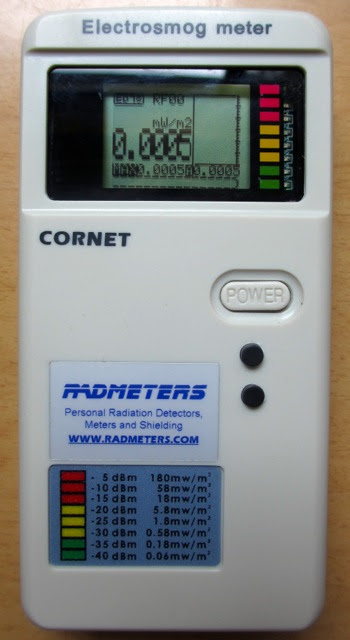 Electrosmog meter
RF00
mW/m2
0.0005
MAX0.0005 0.0005
CORNET
POWER
RADMETERS
Personal Radiation Detectors,
Meters and Shielding
WWW.RADMETERS.COM
- 5 dBm 180mw/m²
-10 dBm 58mw/m²
-15 dBm 18mw/m²
-20 dBm 5.8mw/m²
-25 dBm 1.8mw/m²
-30 dBm 0.58mw/m²
-35 dBm 0.18mw/m²
-40 dBm 0.06mw/m²